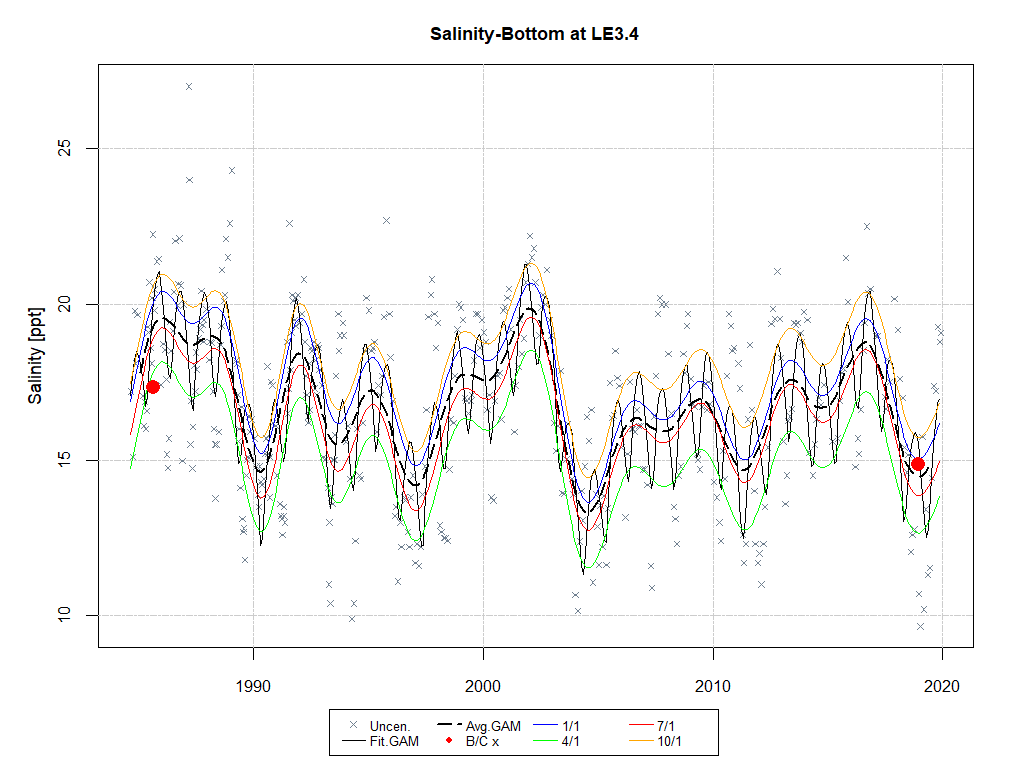 Salinity-Bottom at LE3.4
Salinity [ppt]
25
20
15
10
1990 2000 2010 2020
Uncen. Avg.GAM 1/1 7/1
Fit.GAM B/C x 4/1 10/1